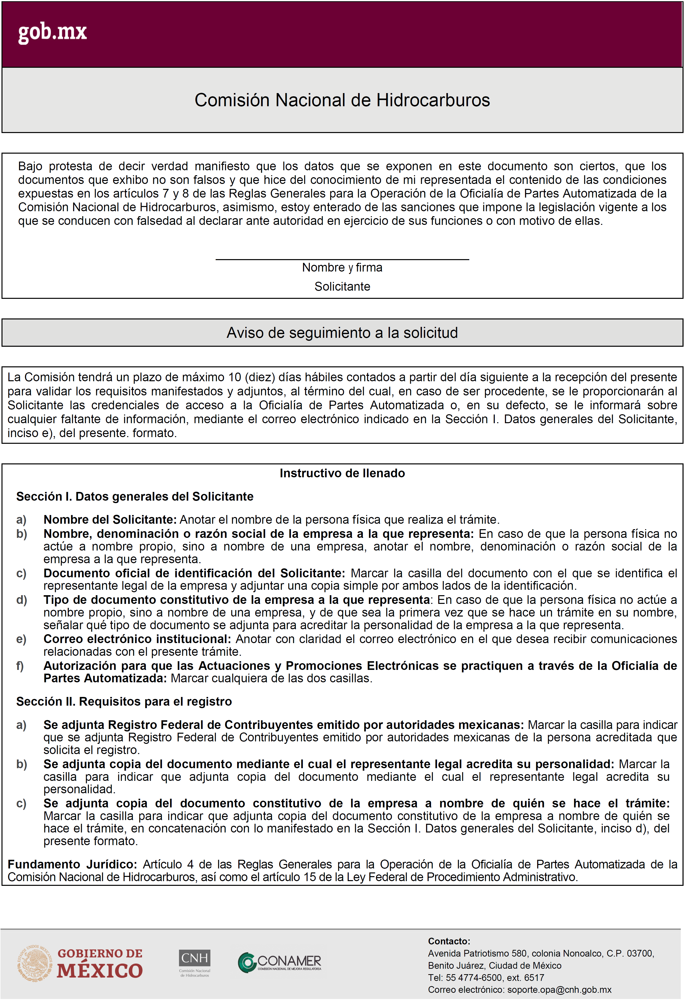 gob.mx
Comisión Nacional de Hidrocarburos
Bajo protesta de decir verdad manifiesto que los datos que se exponen en este documento son ciertos, que los
documentos que exhibo no son falsos y que hice del conocimiento de mi representada el contenido de las condiciones
expuestas en los artículos 7 y 8 de las Reglas Generales para la Operación de la Oficialía de Partes Automatizada de la
Comisión Nacional de Hidrocarburos, asimismo, estoy enterado de las sanciones que impone la legislación vigente a los
que se conducen con falsedad al declarar ante autoridad en ejercicio de sus funciones o con motivo de ellas.
Nombre y firma
Solicitante
Aviso de seguimiento a la solicitud
La Comisión tendrá un plazo de máximo 10 (diez) días hábiles contados a partir del día siguiente a la recepción del presente
para validar los requisitos manifestados y adjuntos, al término del cual, en caso de ser procedente, se le proporcionarán al
Solicitante las credenciales de acceso a la Oficialía de Partes Automatizada o, en su defecto, se le informará sobre
cualquier faltante de información, mediante el correo electrónico indicado en la Sección I. Datos generales del Solicitante,
inciso e), del presente. formato.
Instructivo de llenado
Sección I. Datos generales del Solicitante
a) Nombre del Solicitante: Anotar el nombre de la persona física que realiza el trámite.
b) Nombre, denominación o razón social de la empresa a la que representa: En caso de que la persona física no
actúe a nombre propio, sino a nombre de una empresa, anotar el nombre, denominación o razón social de la
empresa a la que representa.
c) Documento oficial de identificación del Solicitante: Marcar la casilla del documento con el que se identifica el
representante legal de la empresa y adjuntar una copia simple por ambos lados de la identificación.
d) Tipo de documento constitutivo de la empresa a la que representa: En caso de que la persona física no actúe a
nombre propio, sino a nombre de una empresa, y de que sea la primera vez que se hace un trámite en su nombre,
señalar qué tipo de documento se adjunta para acreditar la personalidad de la empresa a la que representa.
e) Correo electrónico institucional: Anotar con claridad el correo electrónico en el que desea recibir comunicaciones
relacionadas con el presente trámite.
f) Autorización para que las Actuaciones y Promociones Electrónicas se practiquen a través de la Oficialía de
Partes Automatizada: Marcar cualquiera de las dos casillas.
Sección II. Requisitos para el registro
a) Se adjunta Registro Federal de Contribuyentes emitido por autoridades mexicanas: Marcar la casilla para indicar
que se adjunta Registro Federal de Contribuyentes emitido por autoridades mexicanas de la persona acreditada que
solicita el registro.
b) Se adjunta copia del documento mediante el cual el representante legal acredita su personalidad: Marcar la
casilla para indicar que adjunta copia del documento mediante el cual el representante legal acredita su
personalidad.
c) Se adjunta copia del documento constitutivo de la empresa a nombre de quién se hace el trámite:
Marcar la casilla para indicar que adjunta copia del documento constitutivo de la empresa a nombre de quién se
hace el trámite, en concatenación con lo manifestado en la Sección I. Datos generales del Solicitante, inciso d), del
presente formato.
Fundamento Jurídico: Artículo 4 de las Reglas Generales para la Operación de la Oficialía de Partes Automatizada de la
Comisión Nacional de Hidrocarburos, así como el artículo 15 de la Ley Federal de Procedimiento Administrativo.
ESTADOS UNIDOS MEXICANOS
GOBIERNO DE
MÉXICO
CNH
Comisión Nacional
de Hidrocarburos
CONAMER
COMISIÓN NACIONAL DE MEJORA REGULATORIA
Contacto:
Avenida Patriotismo 580, colonia Nonoalco, C.P. 03700,
Benito Juárez, Ciudad de México
Tel: 55 4774-6500, ext. 6517
Correo electrónico: soporte.opa@cnh.gob.mx